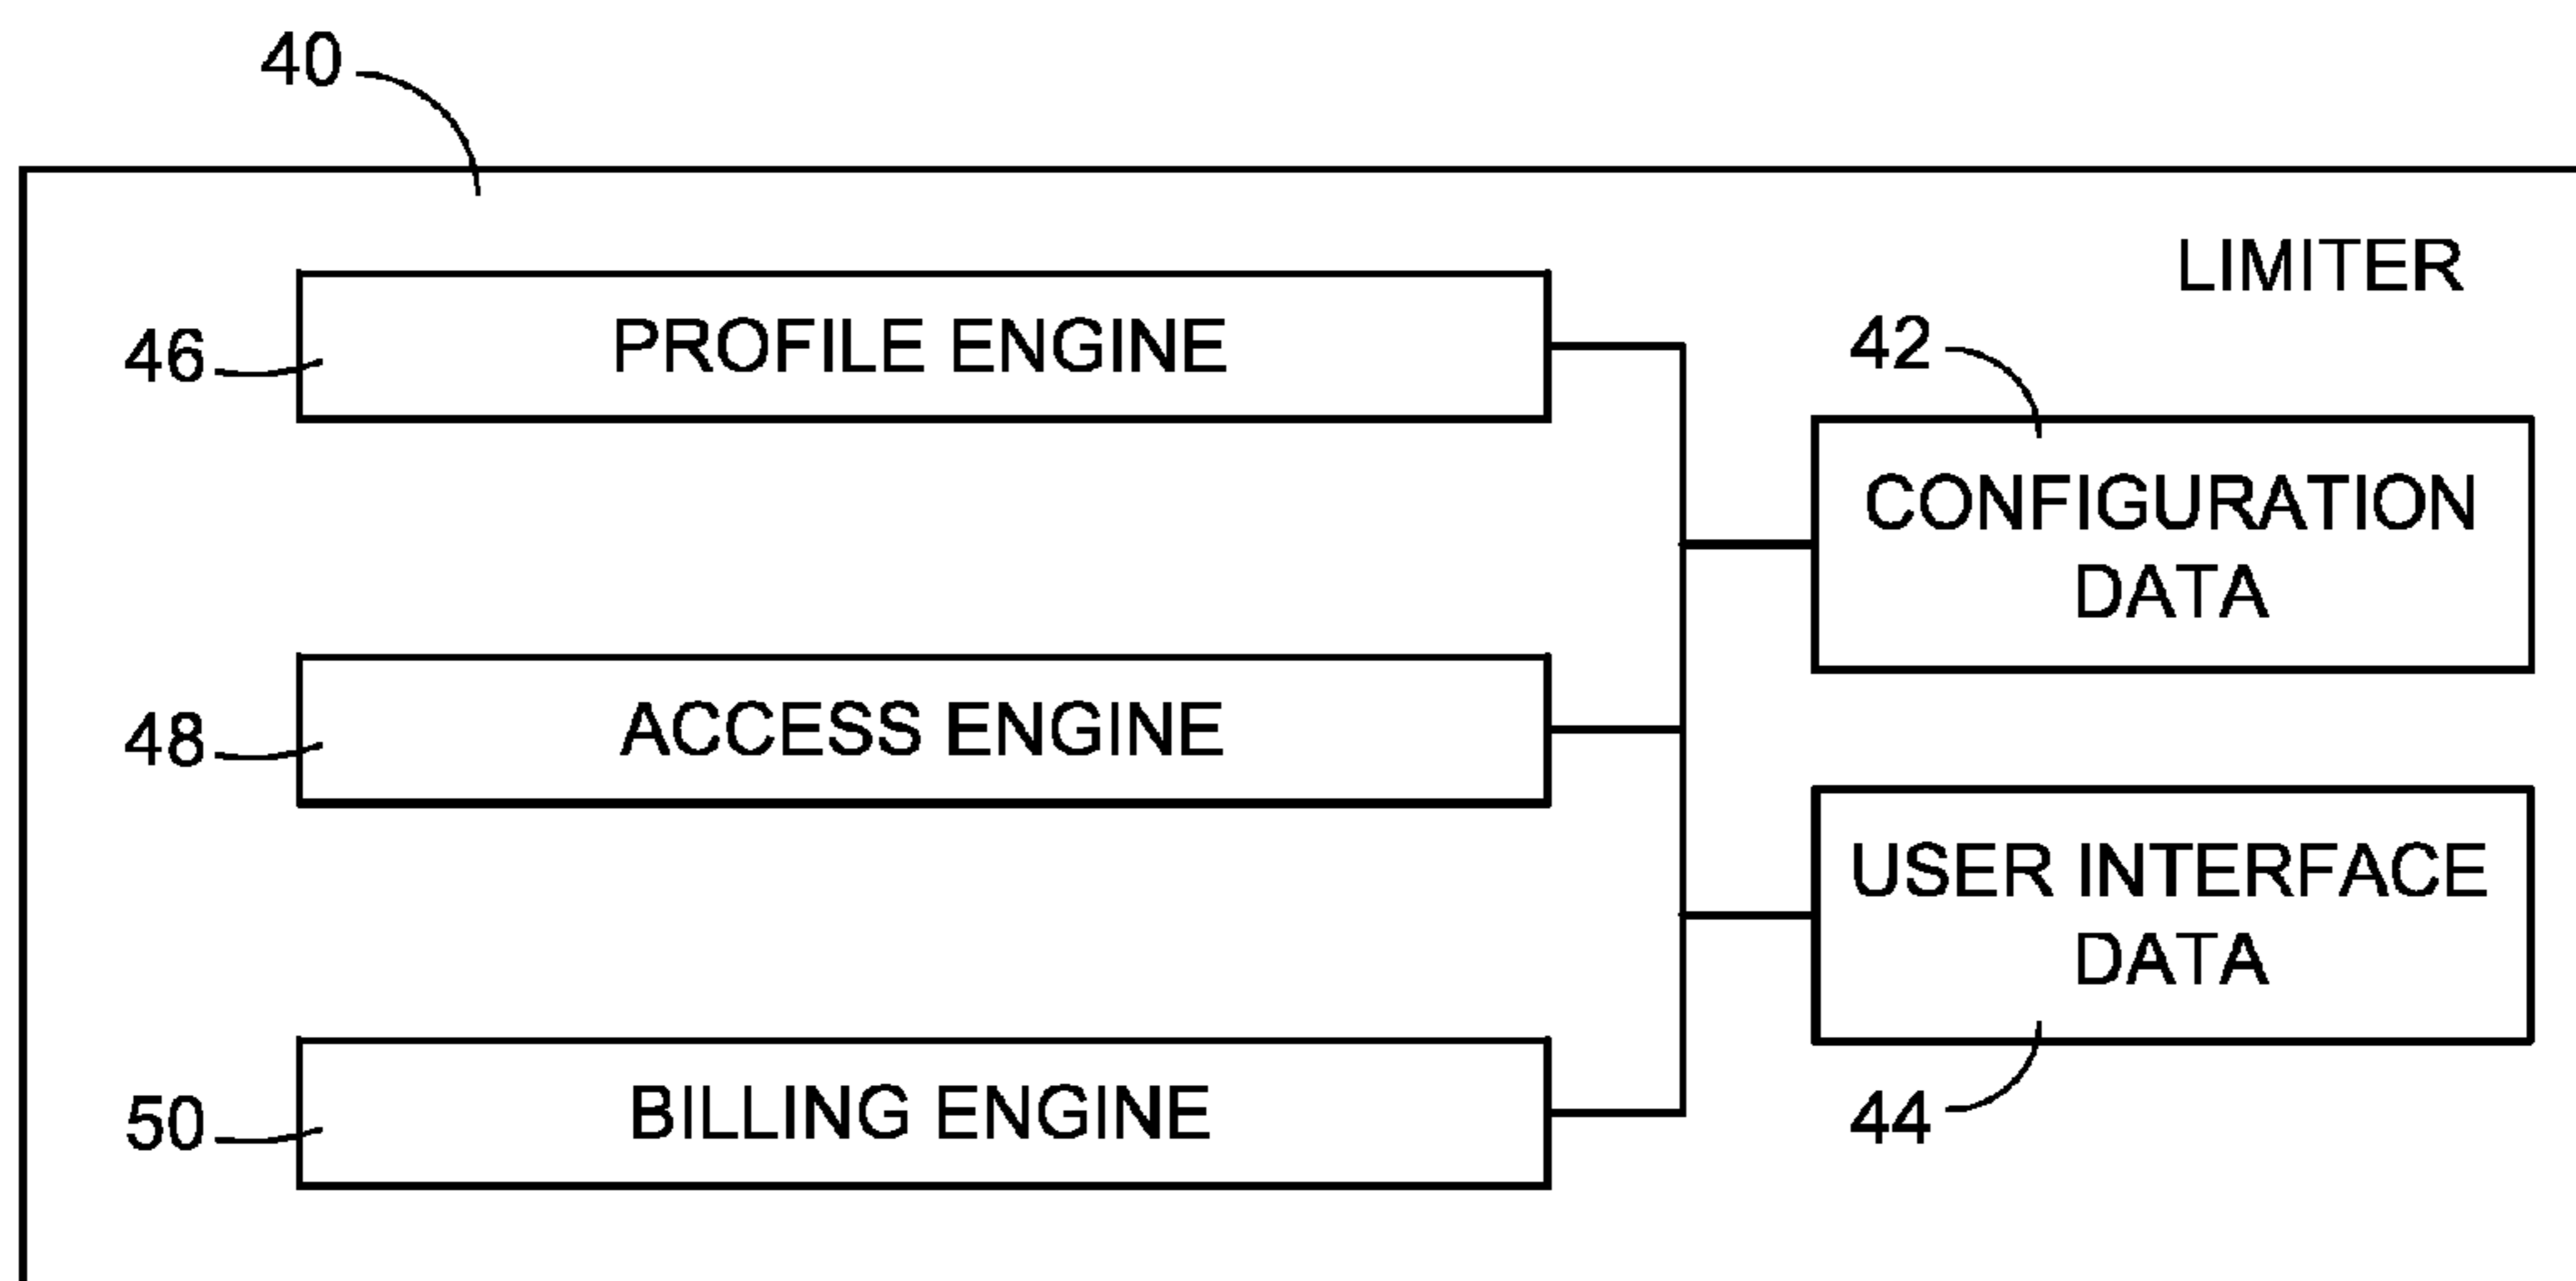 40
LIMITER
46
PROFILE ENGINE
42
CONFIGURATION
DATA
48
ACCESS ENGINE
USER INTERFACE
DATA
50
BILLING ENGINE
44